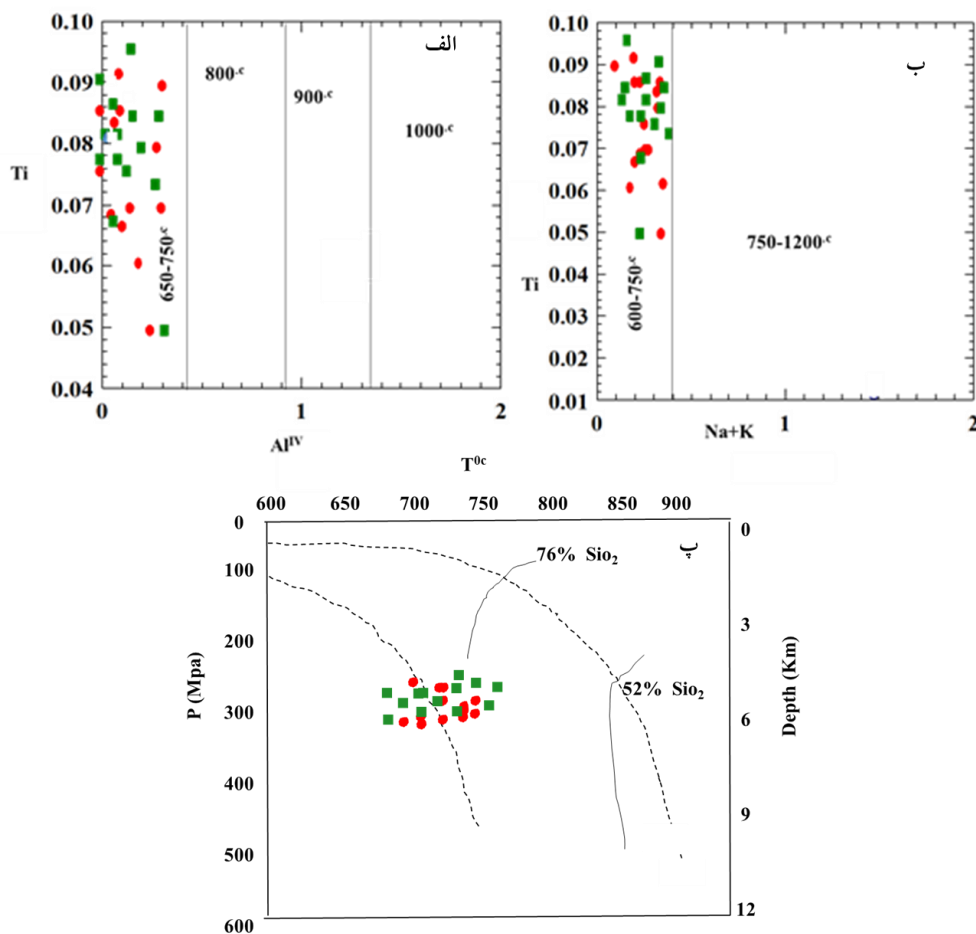 الف
0.10
0.09
0.08
0.07
0.06
0.05
0.04
Ti
800·c
900·c
1000·c
650-750·c
0
1
2
Al^IV
ب
0.10
0.09
0.08
0.07
0.06
0.05
0.04
0.03
0.02
0.01
Ti
600-750·c
750-1200·c
0
1
2
Na+K
T^0c
600
650
700
750
800
850
900
پ
0
100
200
300
400
500
600
P (Mpa)
76% Sio₂
52% Sio₂
0
3
6
9
12
Depth (Km)